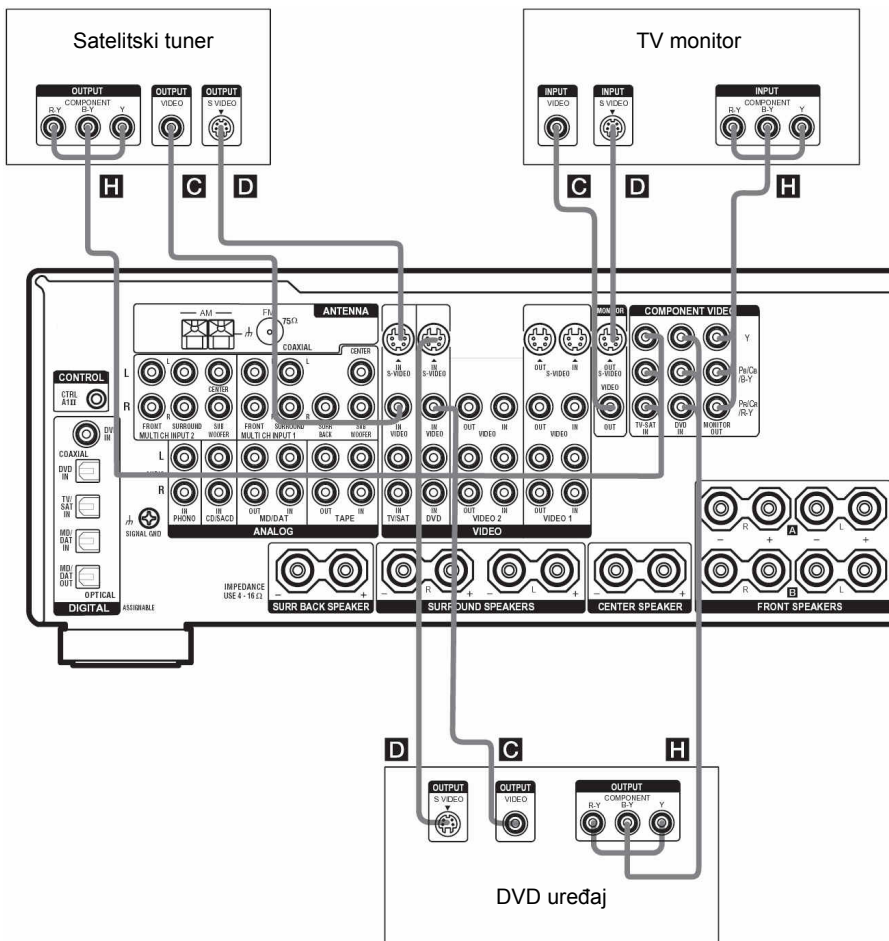 Satelitski tuner
OUTPUT
COMPONENT
R-Y B-Y Y
OUTPUT
VIDEO
OUTPUT
S VIDEO
TV monitor
INPUT
VIDEO
INPUT
S VIDEO
INPUT
COMPONENT
R-Y B-Y Y
H C D
C D H
AM
FM
75Ω
COAXIAL
ANTENNA
CENTER
L
R
L
R
L
R
CENTER
FRONT SURROUND SUB WOOFER
MULTI CH INPUT 2
FRONT SURROUND SURR BACK SUB WOOFER
MULTI CH INPUT 1
CONTROL
CTRL
A1II
IN
COAXIAL
DVD
IN
TV/
SAT
IN
MD/
DAT
IN
MD/
DAT
OUT
OPTICAL
DIGITAL
ASSIGNABLE
SIGNAL GND
L
R
IN
PHONO
IN
CD/SACD
OUT IN
MD/DAT
OUT IN
TAPE
ANALOG
IN
S-VIDEO
IN
S-VIDEO
OUT IN
S-VIDEO
IN
VIDEO
IN
VIDEO
OUT IN
VIDEO
OUT IN
VIDEO
IN
TV/SAT
IN
DVD
OUT IN
VIDEO 2
OUT IN
VIDEO 1
VIDEO
MONITOR
OUT
S-VIDEO
VIDEO
OUT
COMPONENT VIDEO
Y
PB/CB
/B-Y
PR/CR
/R-Y
TV-SAT
IN
DVD
IN
MONITOR
OUT
IMPEDANCE
USE 4 - 16 Ω
− +
SURR BACK SPEAKER
− R + − L +
SURROUND SPEAKERS
− +
CENTER SPEAKER
R A L
− + − +
R B L
− + − +
FRONT SPEAKERS
D C H
OUTPUT
S VIDEO
OUTPUT
VIDEO
OUTPUT
COMPONENT
R-Y B-Y Y
DVD uređaj